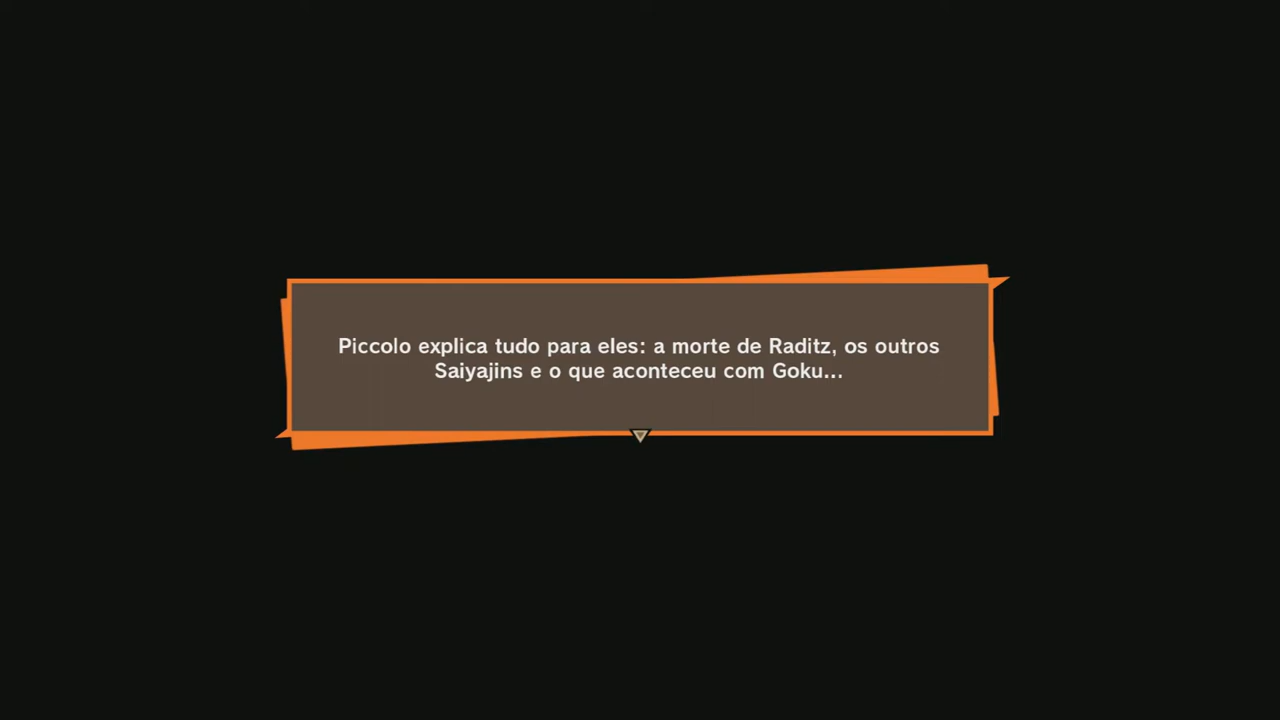 Piccolo explica tudo para eles: a morte de Raditz, os outros
Saiyajins e o que aconteceu com Goku...